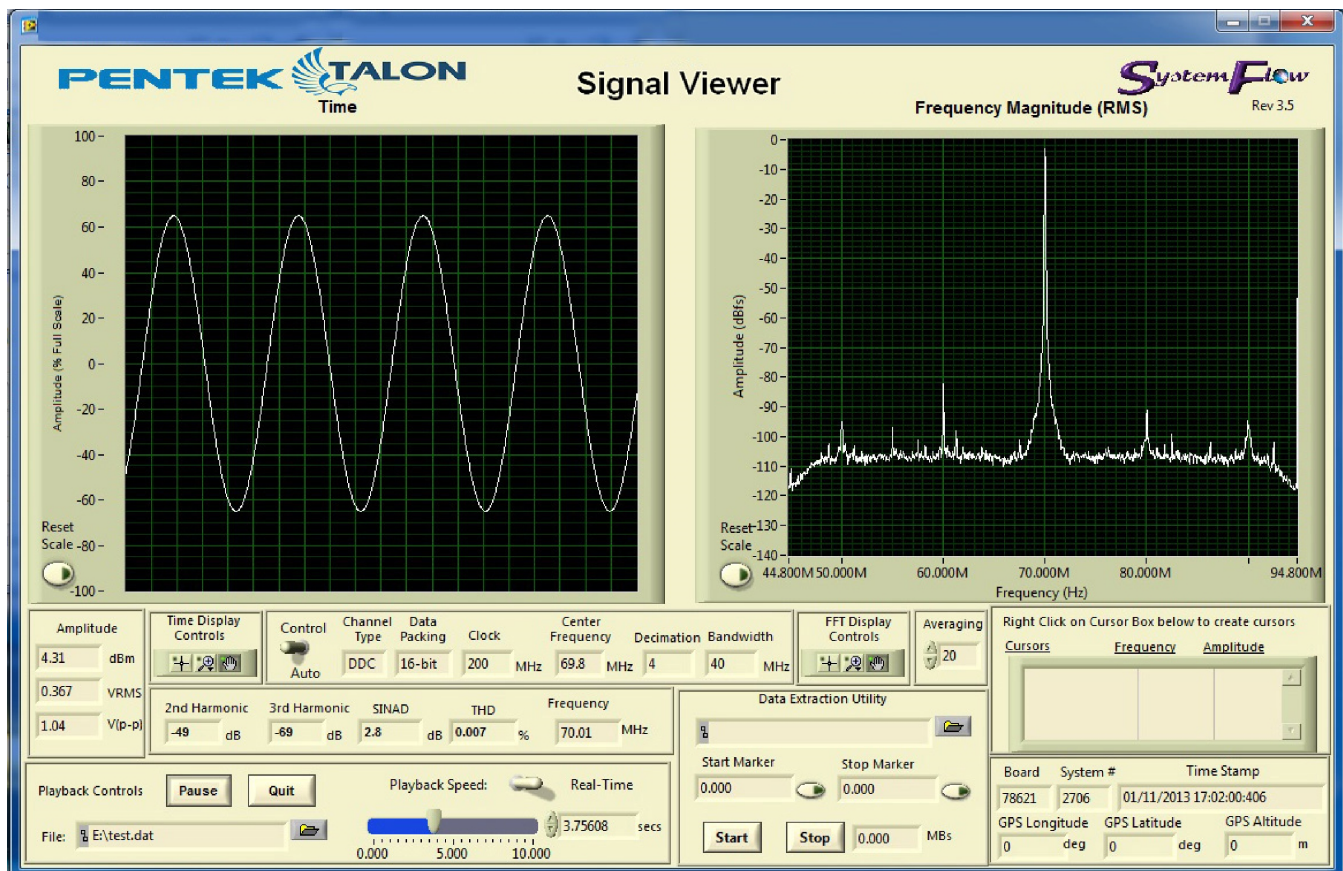 PENTEK TALON
Signal Viewer
SystemFlow
Rev 3.5
Time
Amplitude (% Full Scale)
100
80
60
40
20
0
-20
-40
-60
-80
-100
Reset
Scale
Frequency Magnitude (RMS)
Amplitude (dBfs)
0
-10
-20
-30
-40
-50
-60
-70
-80
-90
-100
-110
-120
-130
-140
Reset
Scale
44.800M 50.000M 60.000M 70.000M 80.000M 94.800M
Frequency (Hz)
Amplitude
4.31 dBm
0.367 VRMS
1.04 V(p-p)
Time Display
Controls
Control
Auto
Channel
Type
DDC
Data
Packing
16-bit
Clock
200 MHz
Center
Frequency
69.8 MHz
Decimation
4
Bandwidth
40 MHz
FFT Display
Controls
Averaging
20
Right Click on Cursor Box below to create cursors
Cursors Frequency Amplitude
2nd Harmonic
-49 dB
3rd Harmonic
-69 dB
SINAD
2.8 dB
THD
0.007 %
Frequency
70.01 MHz
Data Extraction Utility
Start Marker
0.000
Stop Marker
0.000
Start Stop 0.000 MBs
Playback Controls Pause Quit
Playback Speed: Real-Time
File: E:\test.dat
3.75608 secs
0.000 5.000 10.000
Board System # Time Stamp
78621 2706 01/11/2013 17:02:00:406
GPS Longitude GPS Latitude GPS Altitude
0 deg 0 deg 0 m